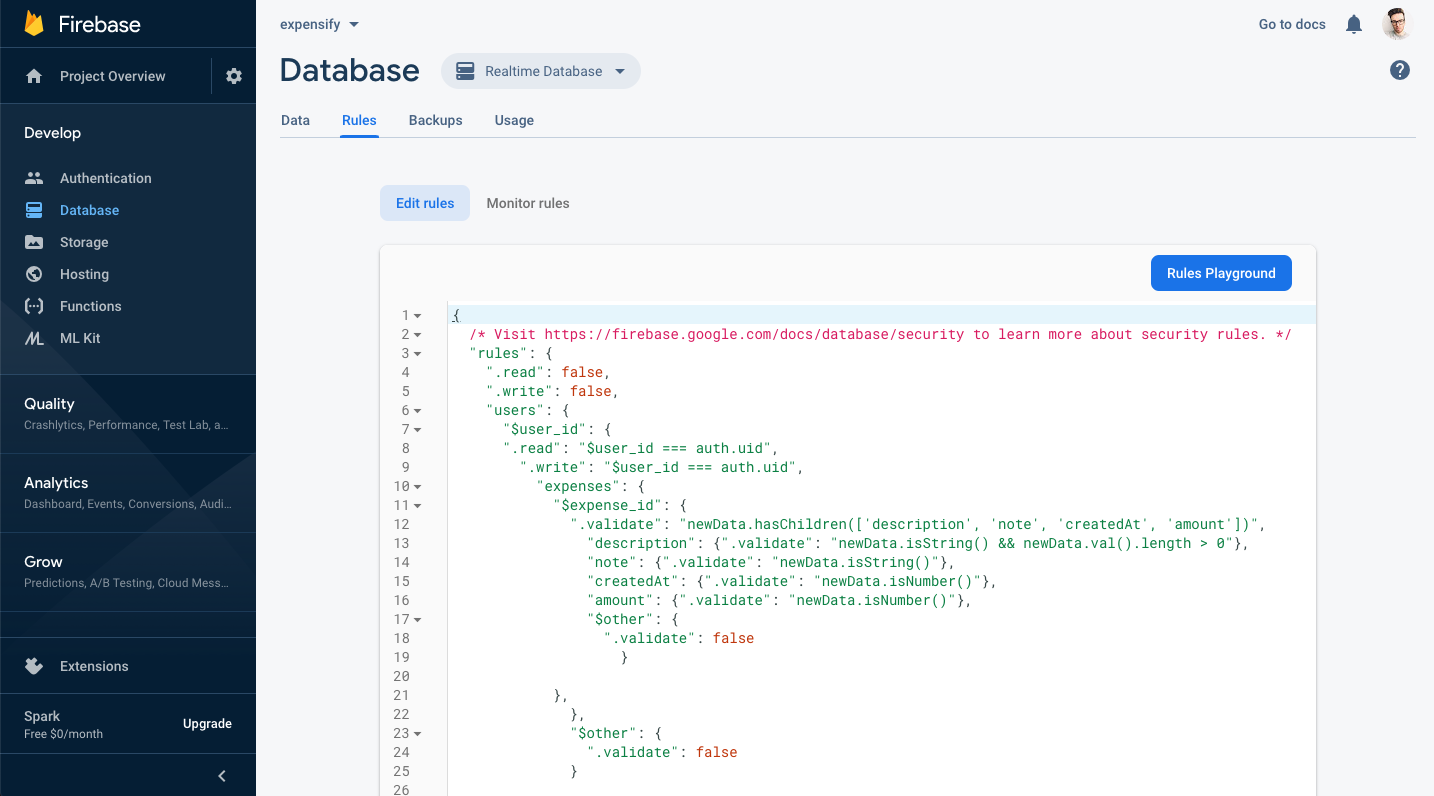 Firebase
Project Overview
Develop
Authentication
Database
Storage
Hosting
Functions
ML Kit
Quality
Crashlytics, Performance, Test Lab, a...
Analytics
Dashboard, Events, Conversions, Audi...
Grow
Predictions, A/B Testing, Cloud Mess...
Extensions
Spark
Free $0/month
Upgrade
expensify
Go to docs
Database
Realtime Database
Data Rules Backups Usage
Edit rules Monitor rules
Rules Playground
1 {
2 /* Visit https://firebase.google.com/docs/database/security to learn more about security rules. */
3 "rules": {
4 ".read": false,
5 ".write": false,
6 "users": {
7 "$user_id": {
8 ".read": "$user_id === auth.uid",
9 ".write": "$user_id === auth.uid",
10 "expenses": {
11 "$expense_id": {
12 ".validate": "newData.hasChildren(['description', 'note', 'createdAt', 'amount'])",
13 "description": {".validate": "newData.isString() && newData.val().length > 0"},
14 "note": {".validate": "newData.isString()"},
15 "createdAt": {".validate": "newData.isNumber()"},
16 "amount": {".validate": "newData.isNumber()"},
17 "$other": {
18 ".validate": false
19 }
20
21 },
22 },
23 "$other": {
24 ".validate": false
25 }
26